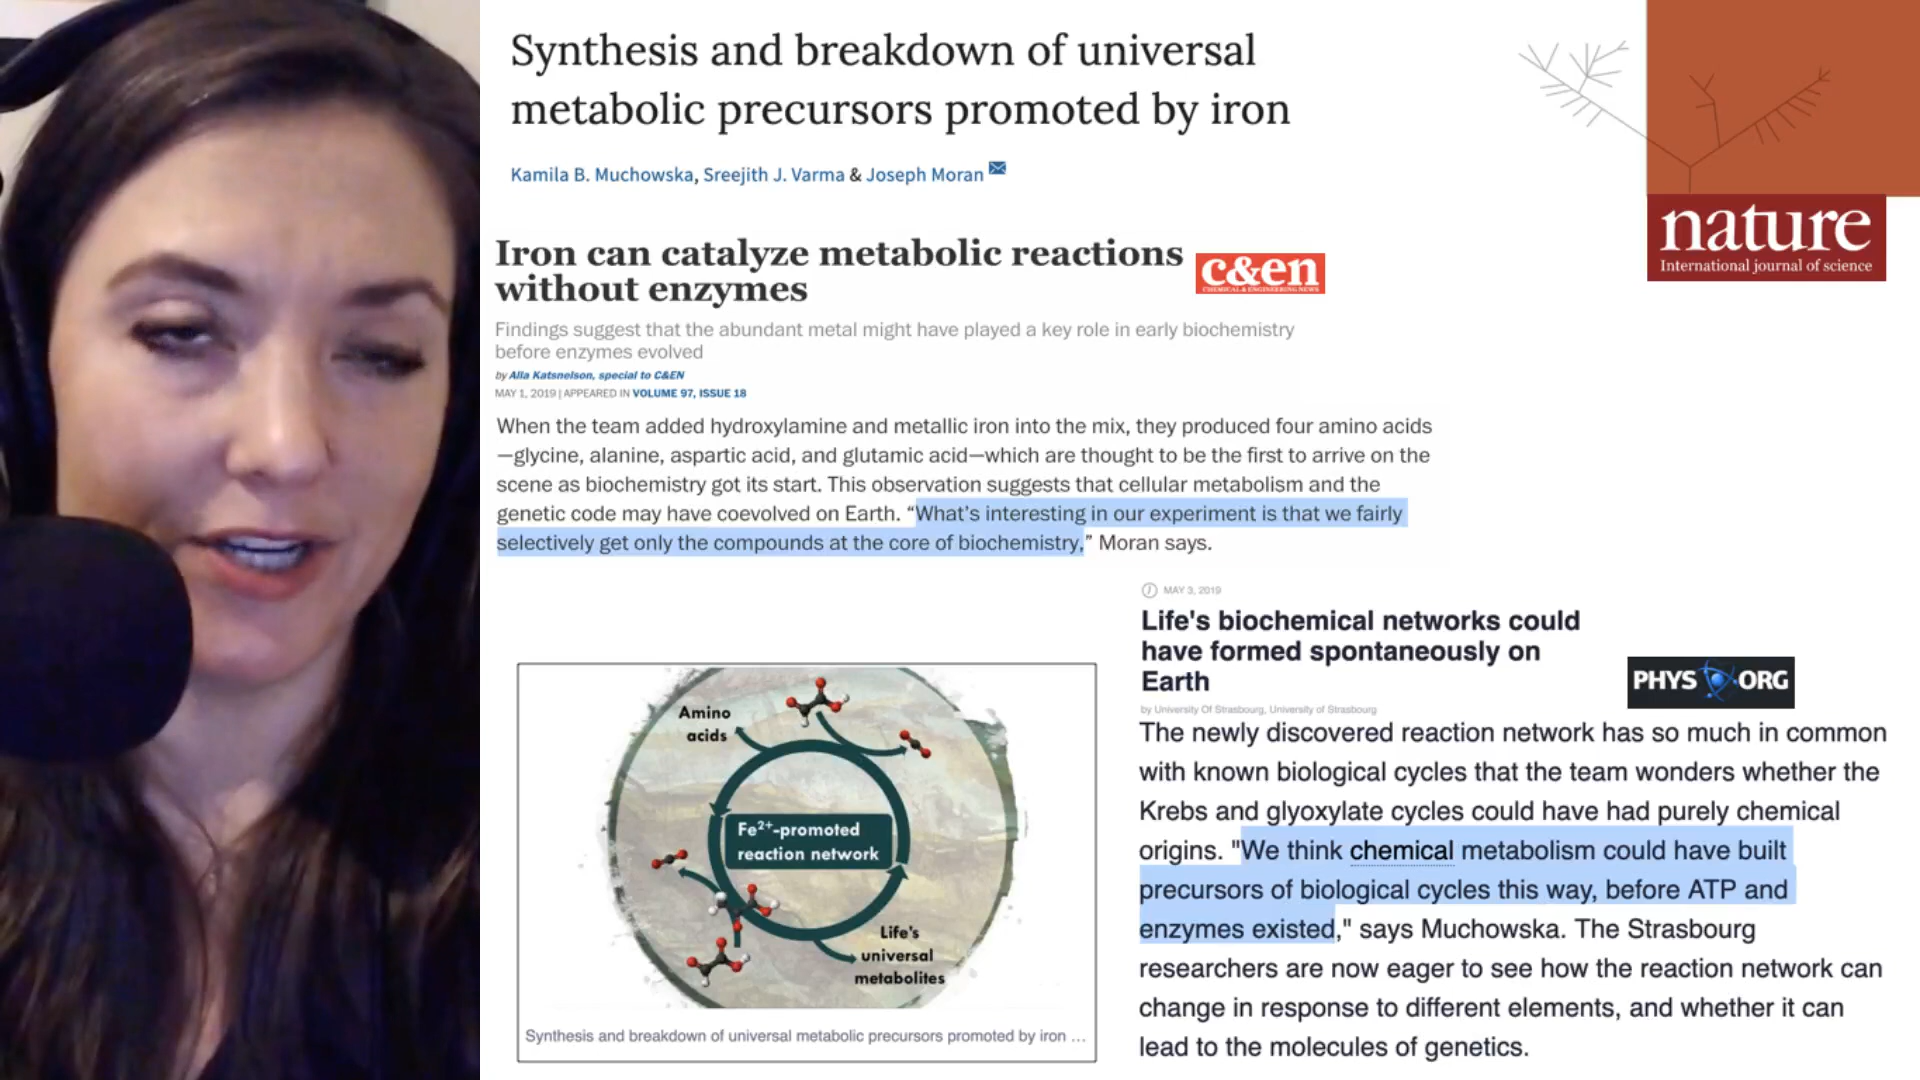 Synthesis and breakdown of universal
metabolic precursors promoted by iron
Kamila B. Muchowska, Sreejith J. Varma & Joseph Moran
nature
International journal of science
Iron can catalyze metabolic reactions
without enzymes
c&en
CHEMICAL & ENGINEERING NEWS
Findings suggest that the abundant metal might have played a key role in early biochemistry
before enzymes evolved
by Alla Katsnelson, special to C&EN
MAY 1, 2019 | APPEARED IN VOLUME 97, ISSUE 18
When the team added hydroxylamine and metallic iron into the mix, they produced four amino acids
—glycine, alanine, aspartic acid, and glutamic acid—which are thought to be the first to arrive on the
scene as biochemistry got its start. This observation suggests that cellular metabolism and the
genetic code may have coevolved on Earth. “What’s interesting in our experiment is that we fairly
selectively get only the compounds at the core of biochemistry,” Moran says.
Amino
acids
Fe²⁺-promoted
reaction network
Life's
universal
metabolites
Synthesis and breakdown of universal metabolic precursors promoted by iron ...
MAY 3, 2019
Life's biochemical networks could
have formed spontaneously on
Earth
PHYS ORG
by University Of Strasbourg, University of Strasbourg
The newly discovered reaction network has so much in common
with known biological cycles that the team wonders whether the
Krebs and glyoxylate cycles could have had purely chemical
origins. "We think chemical metabolism could have built
precursors of biological cycles this way, before ATP and
enzymes existed," says Muchowska. The Strasbourg
researchers are now eager to see how the reaction network can
change in response to different elements, and whether it can
lead to the molecules of genetics.